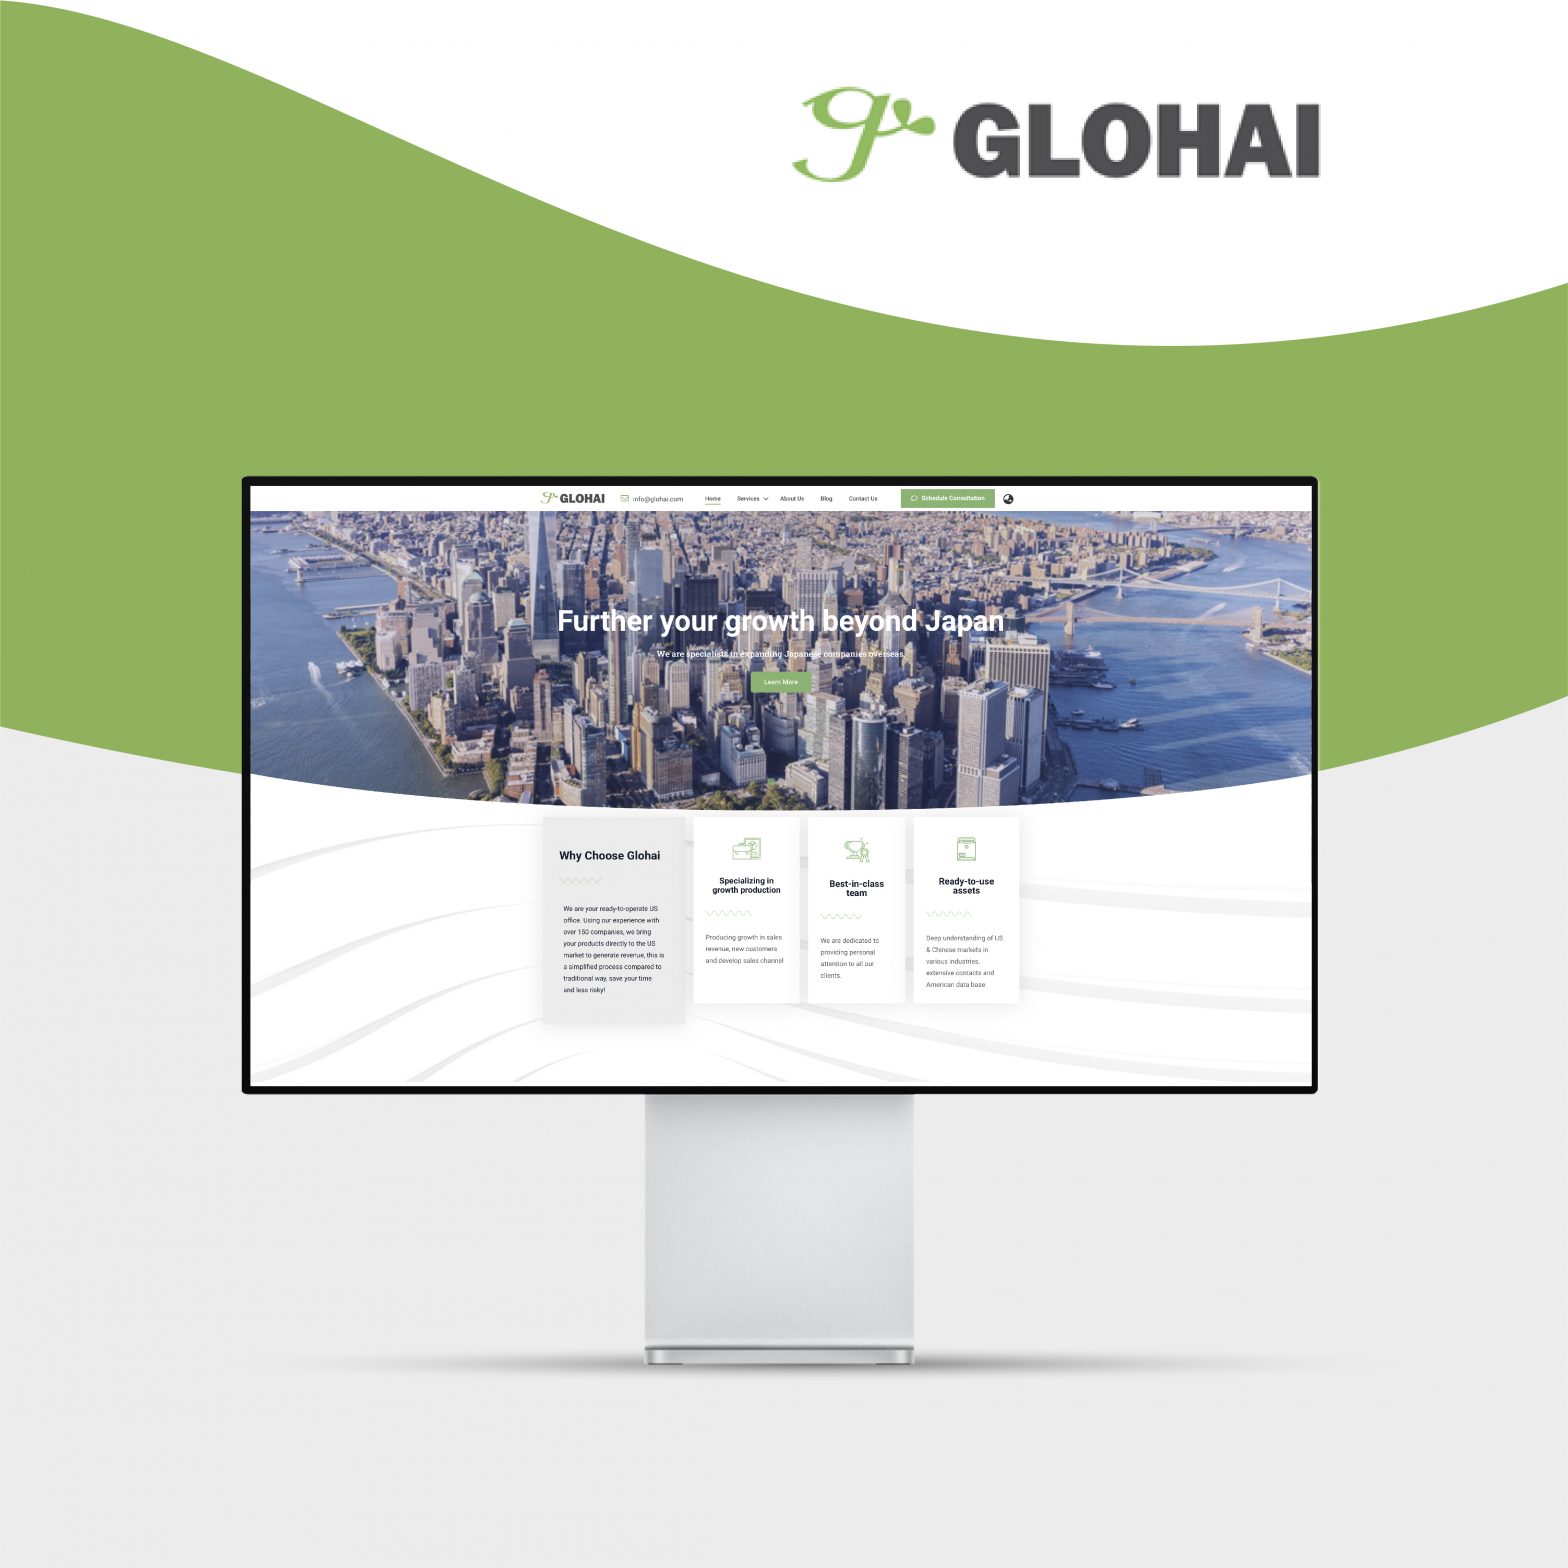 GLOHAI
GLOHAI
info@glohai.com
Home
Services
About Us
Blog
Contact Us
Schedule Consultation
Further your growth beyond Japan
We are specialists in expanding Japanese companies overseas.
Learn More
Why Choose Glohai
We are your ready-to-operate US
office. Using our experience with
over 150 companies, we bring
your products directly to the US
market to generate revenue, this is
a simplified process compared to
traditional way, save your time
and less risky!
Specializing in
growth production
Producing growth in sales
revenue, new customers
and develop sales channel
Best-in-class
team
We are dedicated to
providing personal
attention to all our
clients.
Ready-to-use
assets
Deep understanding of US
& Chinese markets in
various industries,
extensive contacts and
American data base.